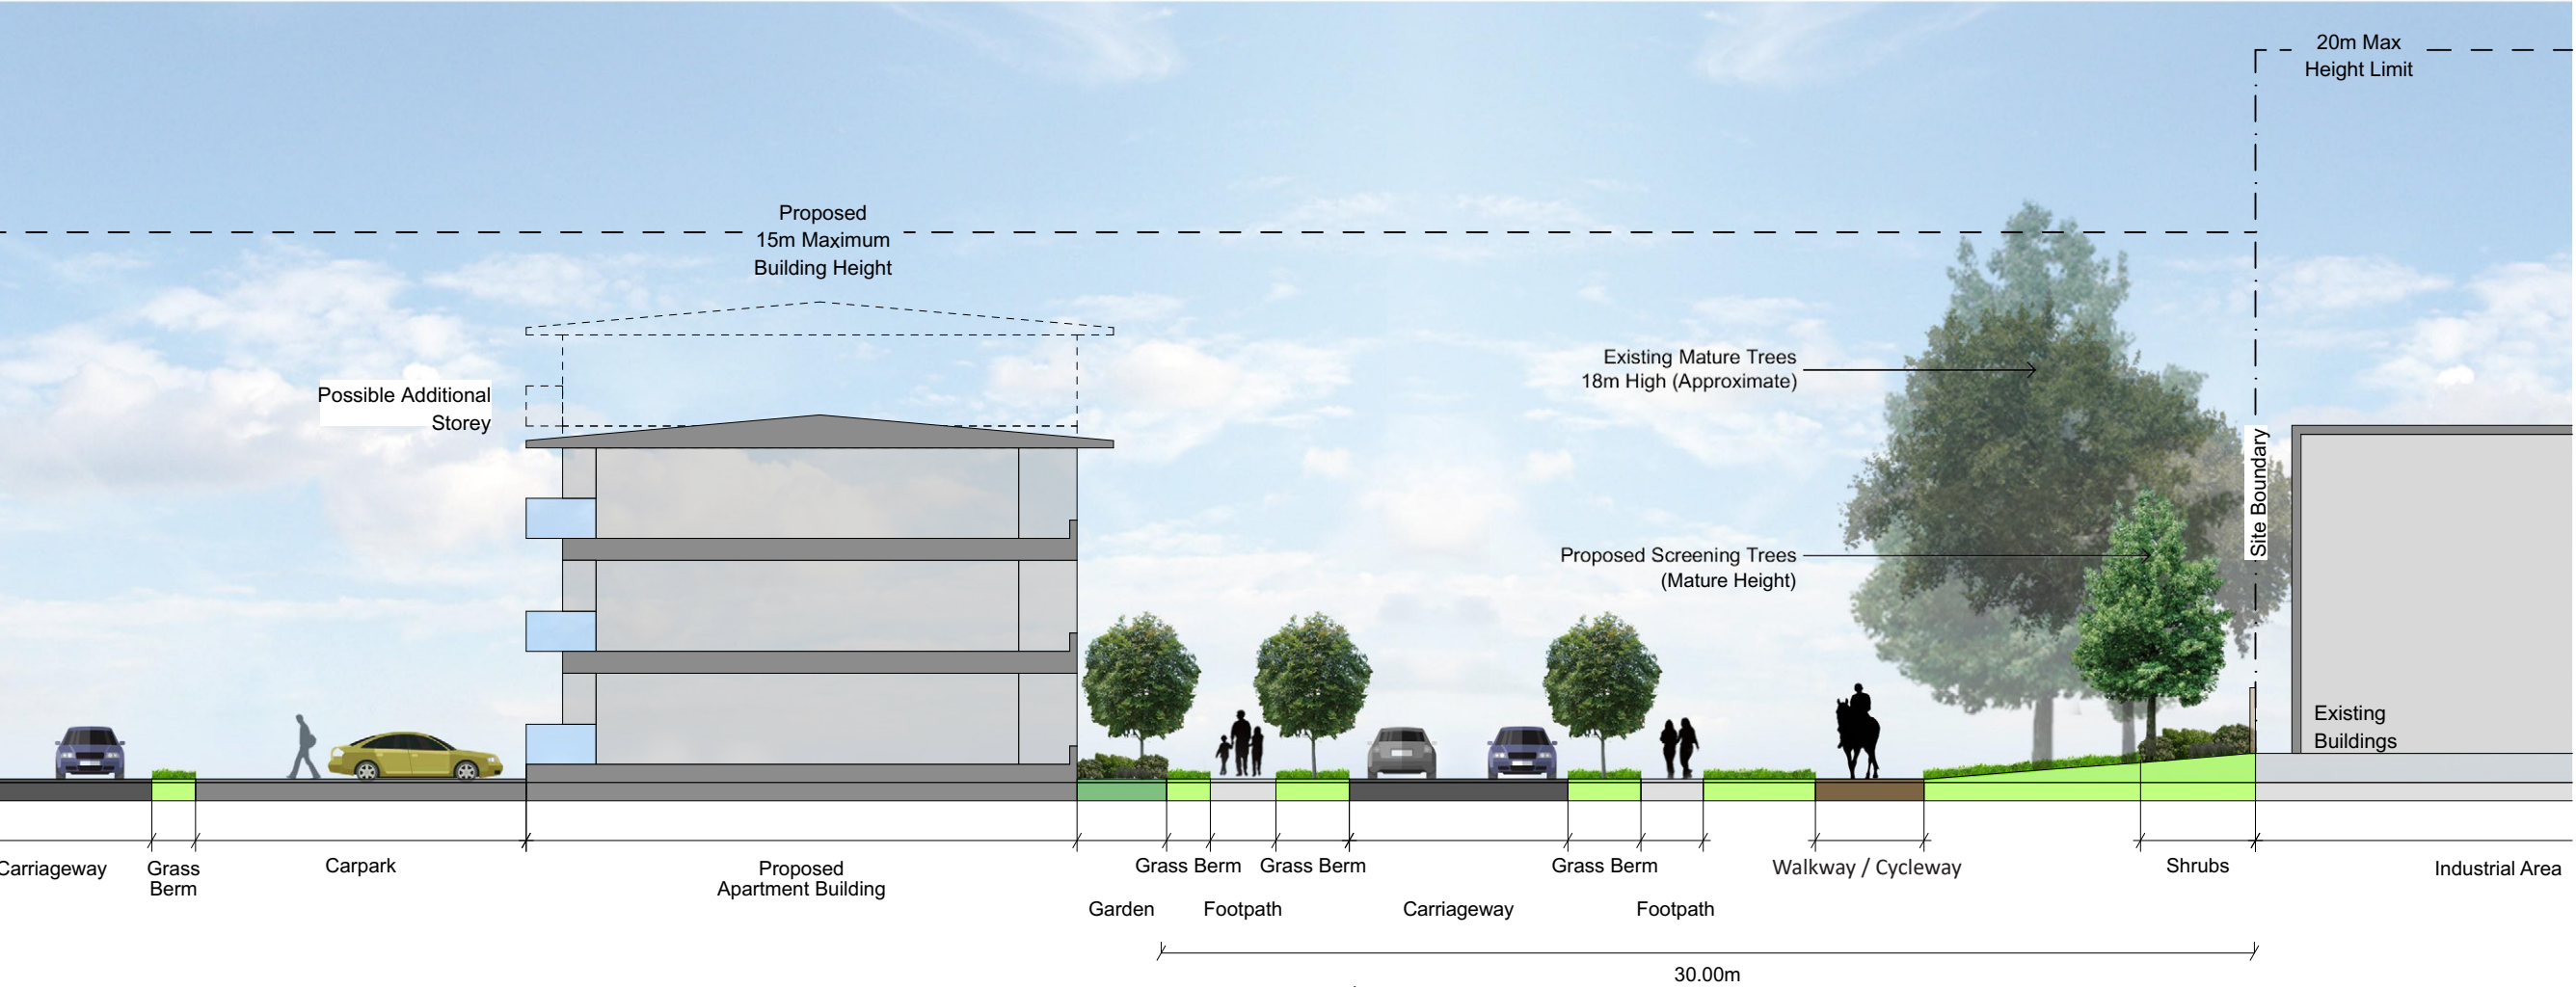 20m Max
Height Limit
Proposed
15m Maximum
Building Height
Existing Mature Trees
18m High (Approximate)
Possible Additional
Storey
Site Boundary
Proposed Screening Trees
(Mature Height)
Existing
Buildings
Carriageway
Grass
Berm
Carpark
Proposed
Apartment Building
Garden
Grass Berm
Footpath
Grass Berm
Carriageway
Grass Berm
Footpath
Walkway / Cycleway
Shrubs
Industrial Area
30.00m